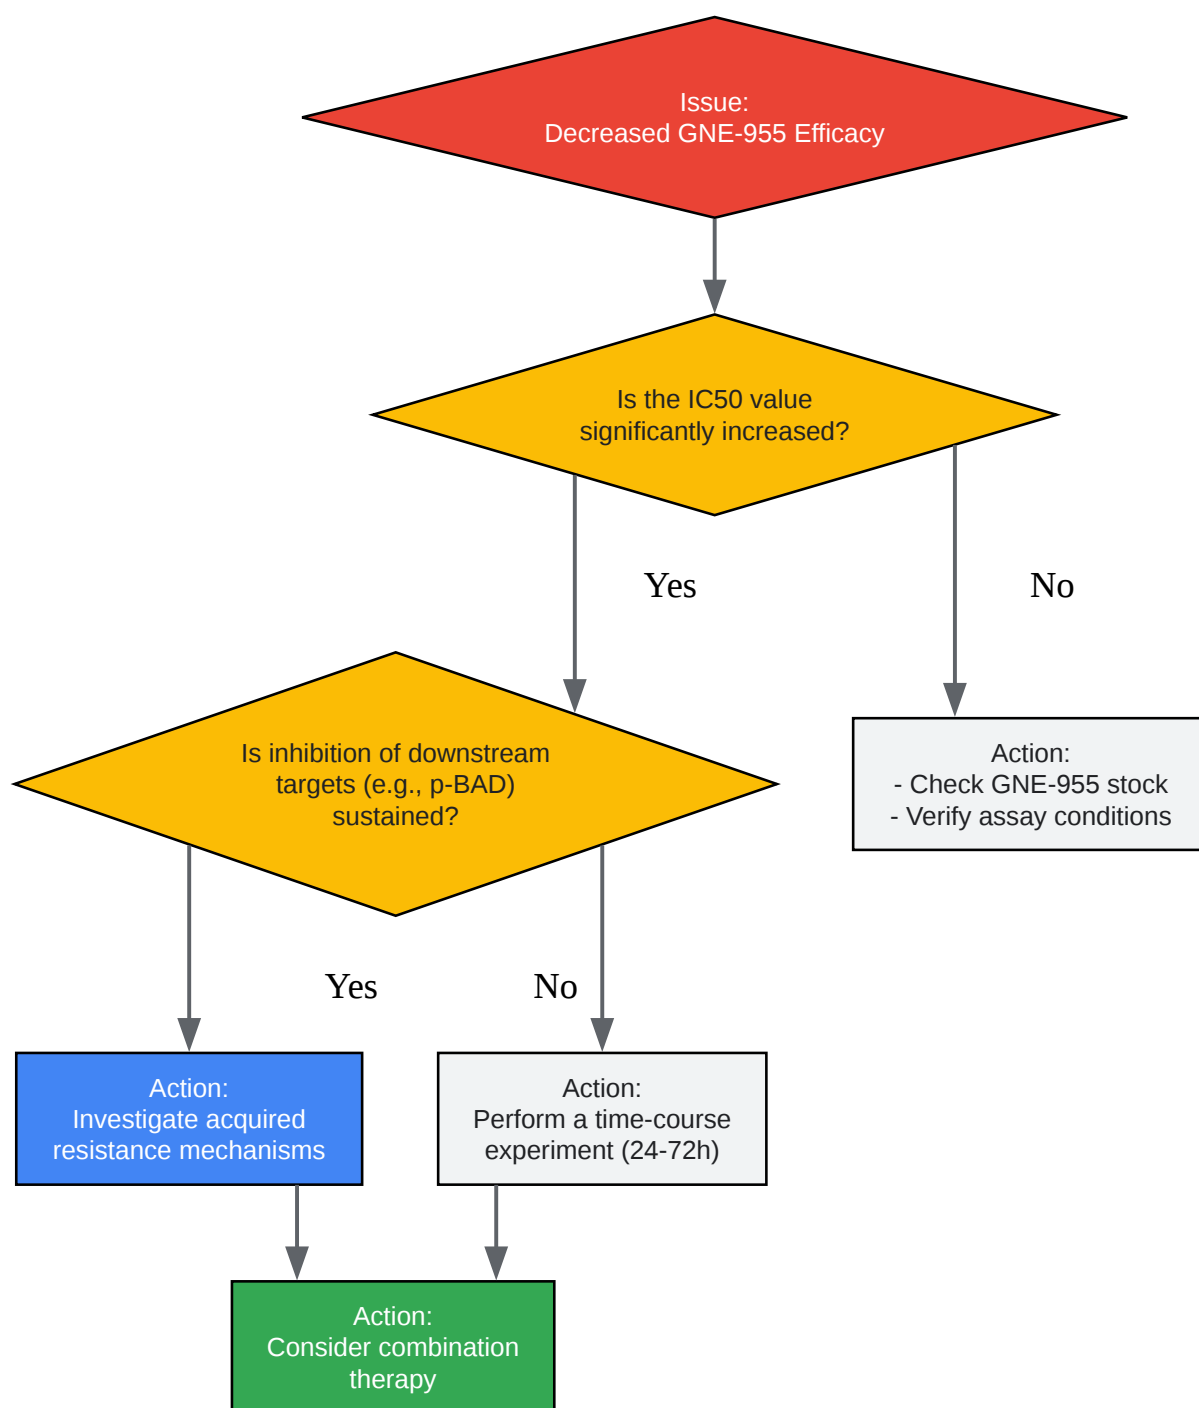 Issue:
Decreased GNE-955 Efficacy
Is the IC50 value
significantly increased?
Yes
No
Is inhibition of downstream
targets (e.g., p-BAD)
sustained?
Action:
- Check GNE-955 stock
- Verify assay conditions
Yes
No
Action:
Investigate acquired
resistance mechanisms
Action:
Perform a time-course
experiment (24-72h)
Action:
Consider combination
therapy